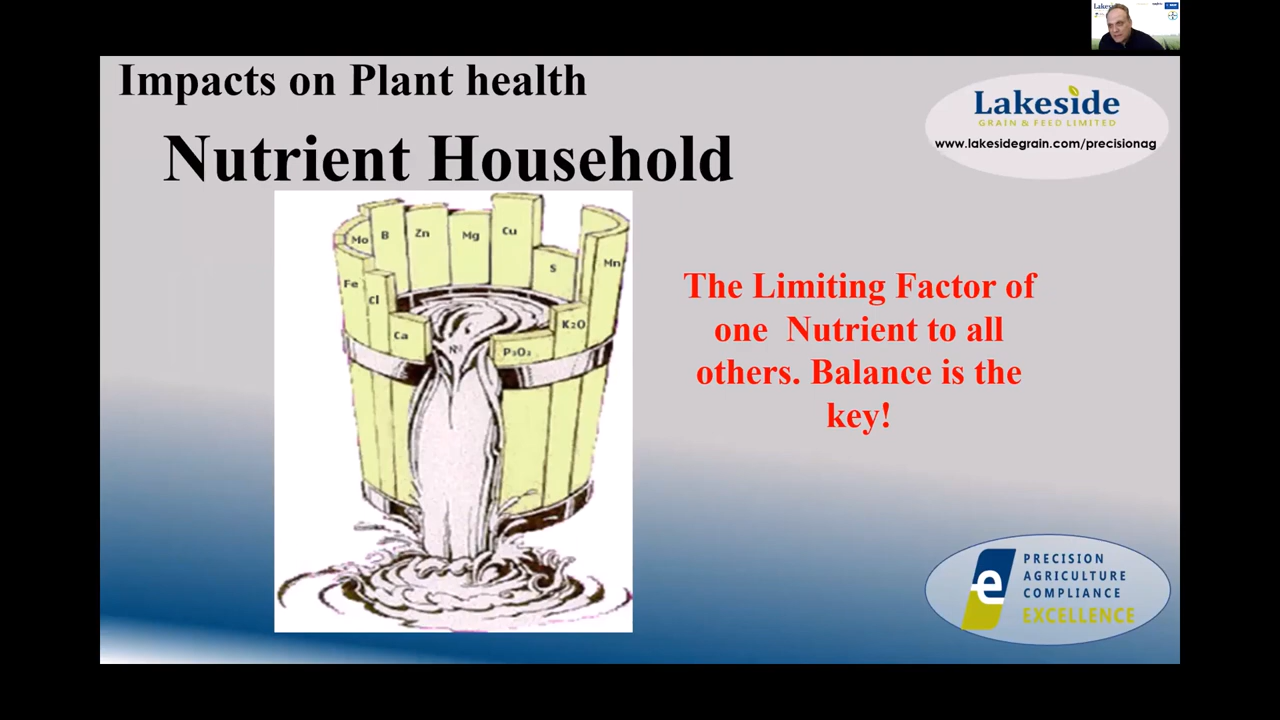 Impacts on Plant health
Nutrient Household
Lakeside
GRAIN & FEED LIMITED
www.lakesidegrain.com/precisionag
Mo
B
Zn
Mg
Cu
S
Mn
Fe
Cl
Ca
N
K2O
The Limiting Factor of
one Nutrient to all
others. Balance is the
key!
e
PRECISION
AGRICULTURE
COMPLIANCE
EXCELLENCE